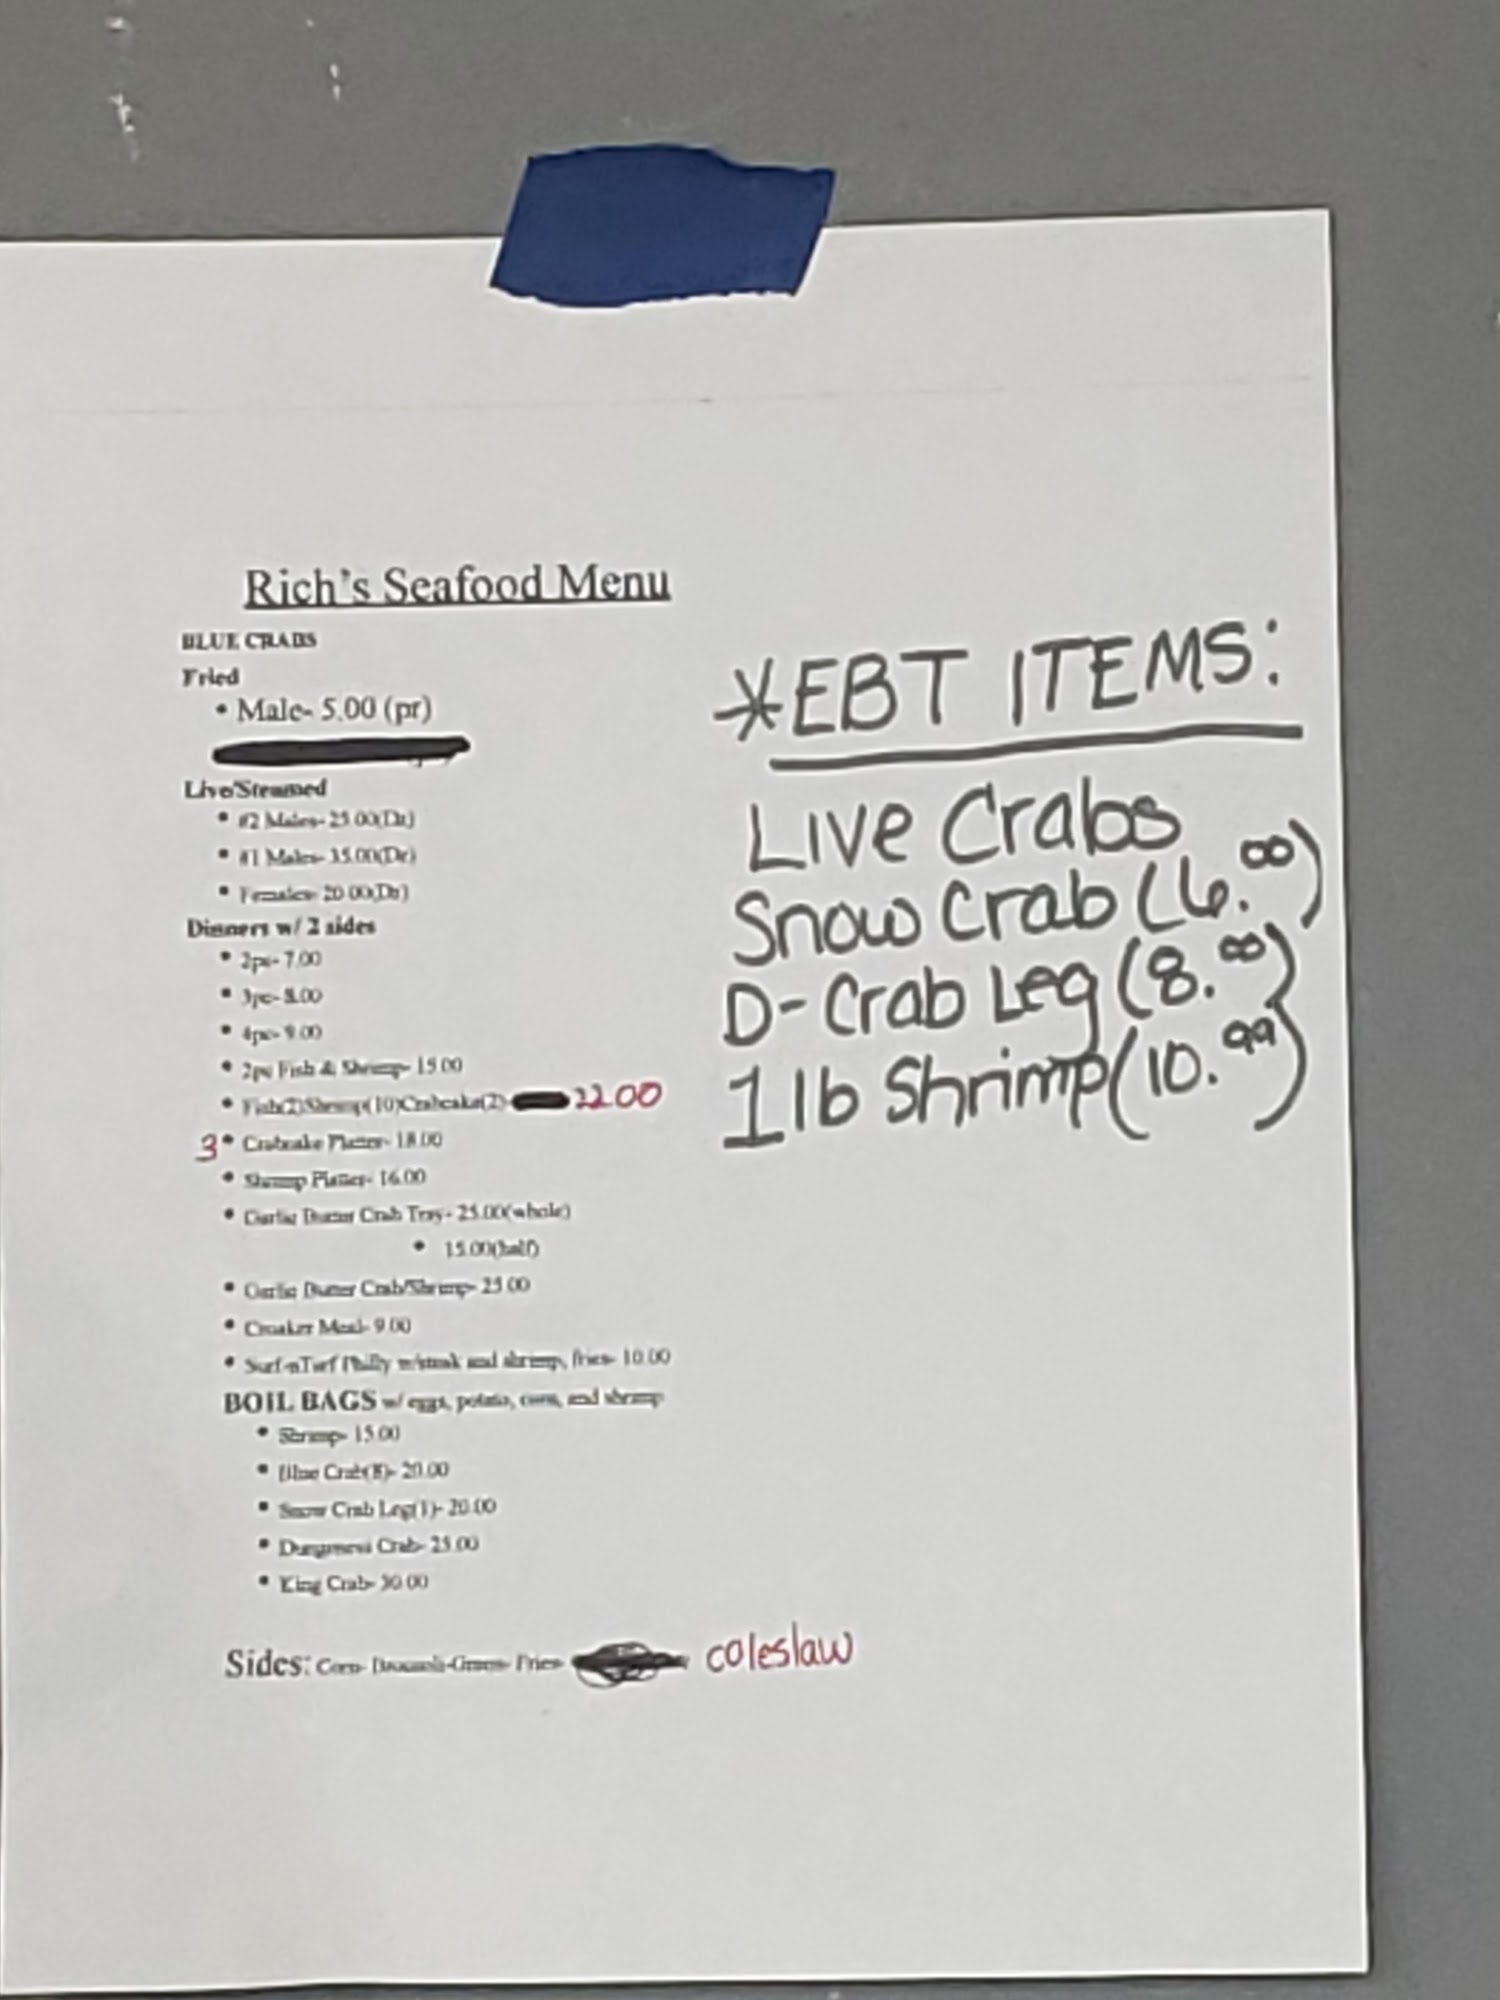 Rich's Seafood Menu
BLUE CRABS
Fried
• Male- 5.00 (pr)
Live/Steamed
• #2 Males- 25.00(Dz)
• #1 Males- 35.00(Dz)
• Females- 20.00(Dz)
Dinners w/ 2 sides
• 2pc- 7.00
• 3pc- 8.00
• 4pc- 9.00
• 2pc Fish & Shrimp- 15.00
• Fish(2)Shrimp(10)Crabcake(2)- 22.00
3 • Crabcake Platter- 18.00
• Shrimp Platter- 16.00
• Garlic Butter Crab Tray- 25.00(whole)
• 15.00(half)
• Garlic Butter Crab/Shrimp- 25.00
• Croaker Meal- 9.00
• Surf-nTurf Philly w/steak and shrimp, fries- 10.00
BOIL BAGS w/ eggs, potato, corn, and shrimp
• Shrimp- 15.00
• Blue Crab(8)- 20.00
• Snow Crab Leg(1)- 20.00
• Dungeness Crab- 25.00
• King Crab- 30.00
Sides: Corn- Broccoli-Greens- Fries- coleslaw
*EBT ITEMS:
Live Crabs
Snow Crab (6.00)
D-Crab Leg (8.00)
1 lb Shrimp (10.99)